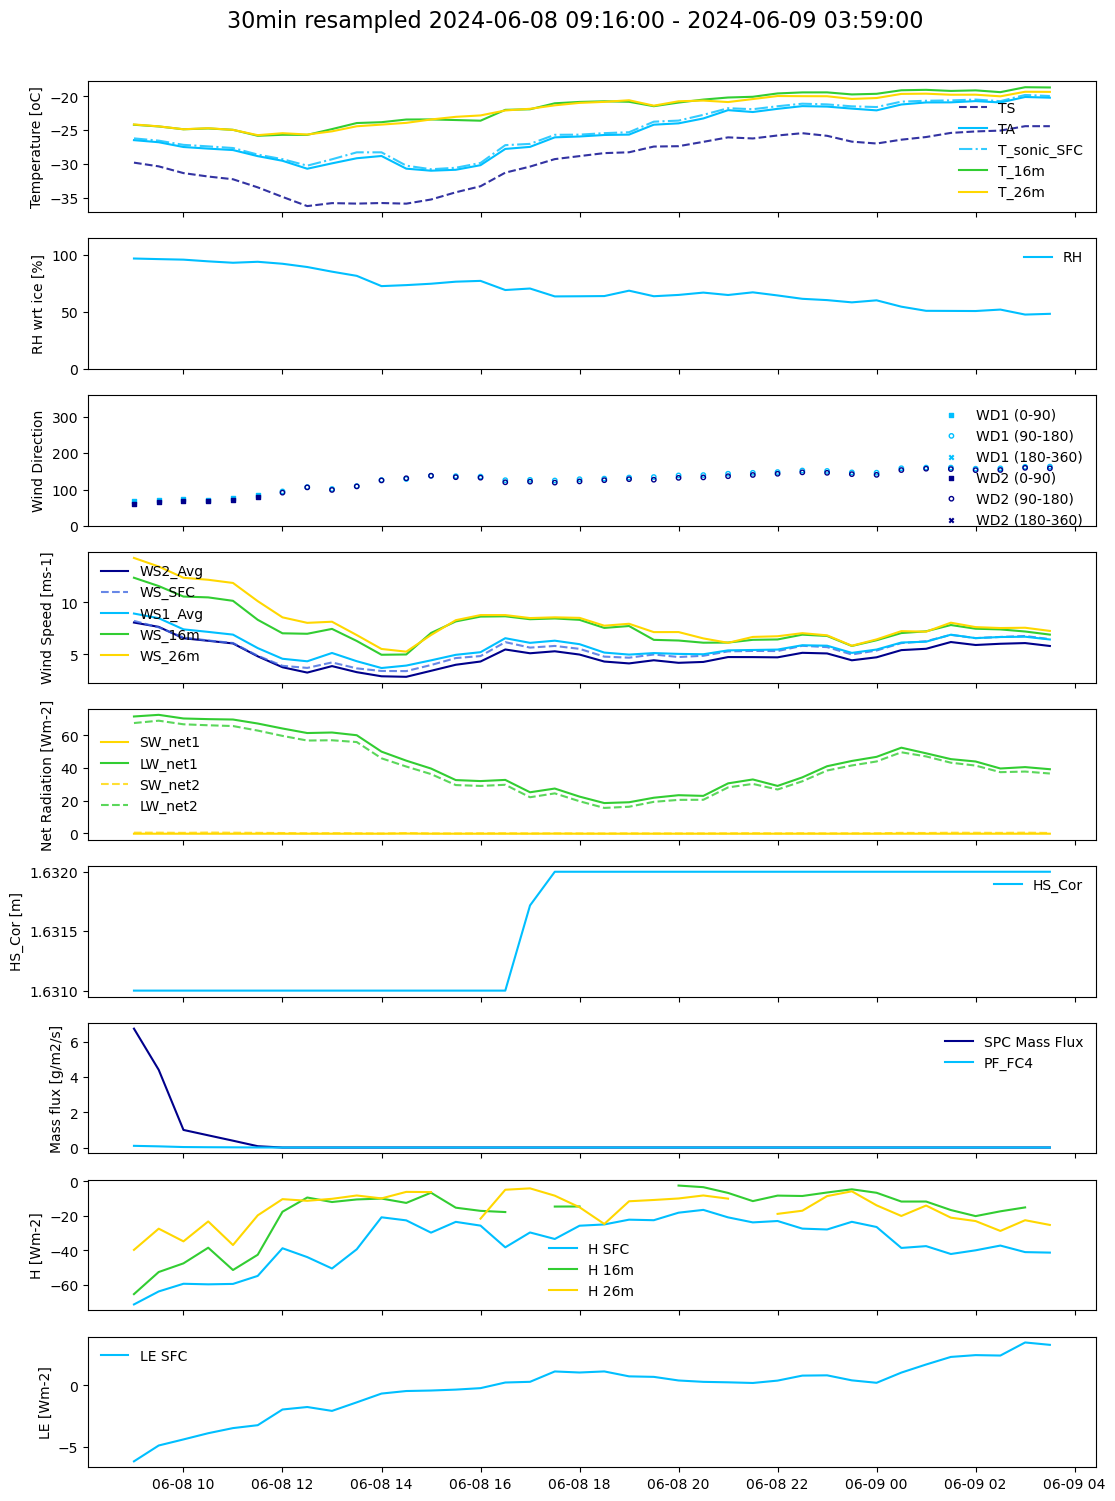 30min resampled 2024-06-08 09:16:00 - 2024-06-09 03:59:00
Temperature [oC]
−20
−25
−30
−35
TS
TA
T_sonic_SFC
T_16m
T_26m
RH wrt ice [%]
100
50
0
RH
Wind Direction
300
200
100
0
WD1 (0-90)
WD1 (90-180)
WD1 (180-360)
WD2 (0-90)
WD2 (90-180)
WD2 (180-360)
Wind Speed [ms-1]
10
5
WS2_Avg
WS_SFC
WS1_Avg
WS_16m
WS_26m
Net Radiation [Wm-2]
60
40
20
0
SW_net1
LW_net1
SW_net2
LW_net2
HS_Cor [m]
1.6320
1.6315
1.6310
HS_Cor
Mass flux [g/m2/s]
6
4
2
0
SPC Mass Flux
PF_FC4
H [Wm-2]
0
−20
−40
−60
H SFC
H 16m
H 26m
LE [Wm-2]
0
−5
LE SFC
06-08 10
06-08 12
06-08 14
06-08 16
06-08 18
06-08 20
06-08 22
06-09 00
06-09 02
06-09 04